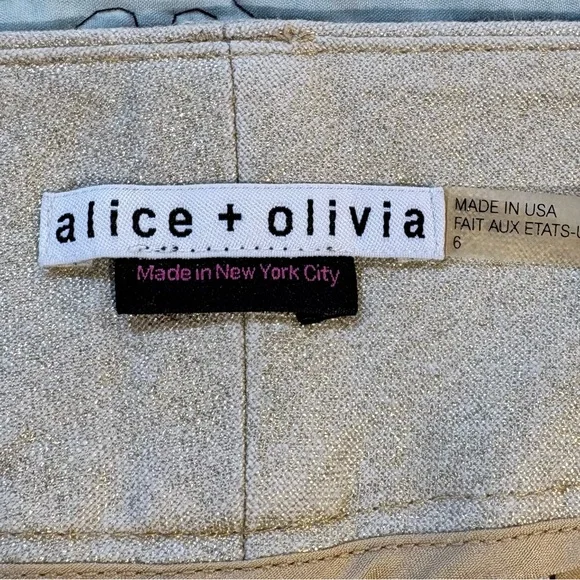 alice + olivia
Made in New York City
MADE IN USA
FAIT AUX ETATS-U
6